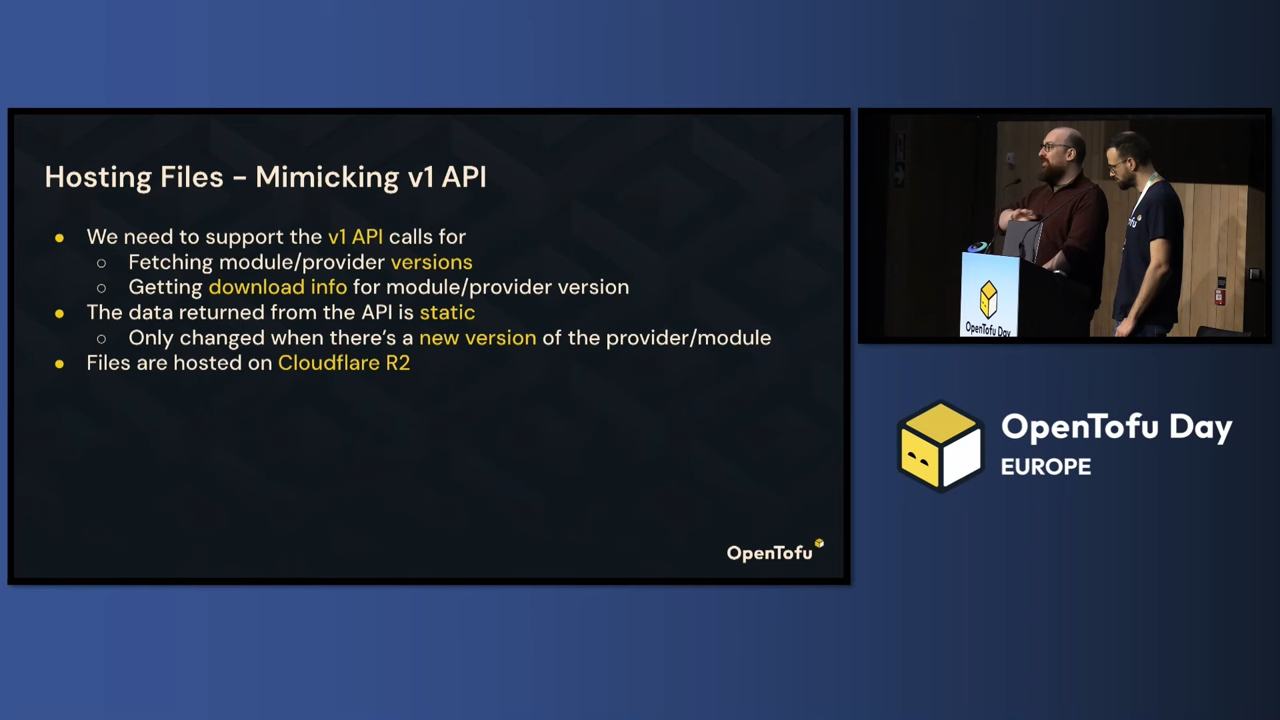 Hosting Files – Mimicking v1 API
● We need to support the v1 API calls for
○ Fetching module/provider versions
○ Getting download info for module/provider version
● The data returned from the API is static
○ Only changed when there's a new version of the provider/module
● Files are hosted on Cloudflare R2
OpenTofu
OpenTofu Day
OpenTofu Day
EUROPE